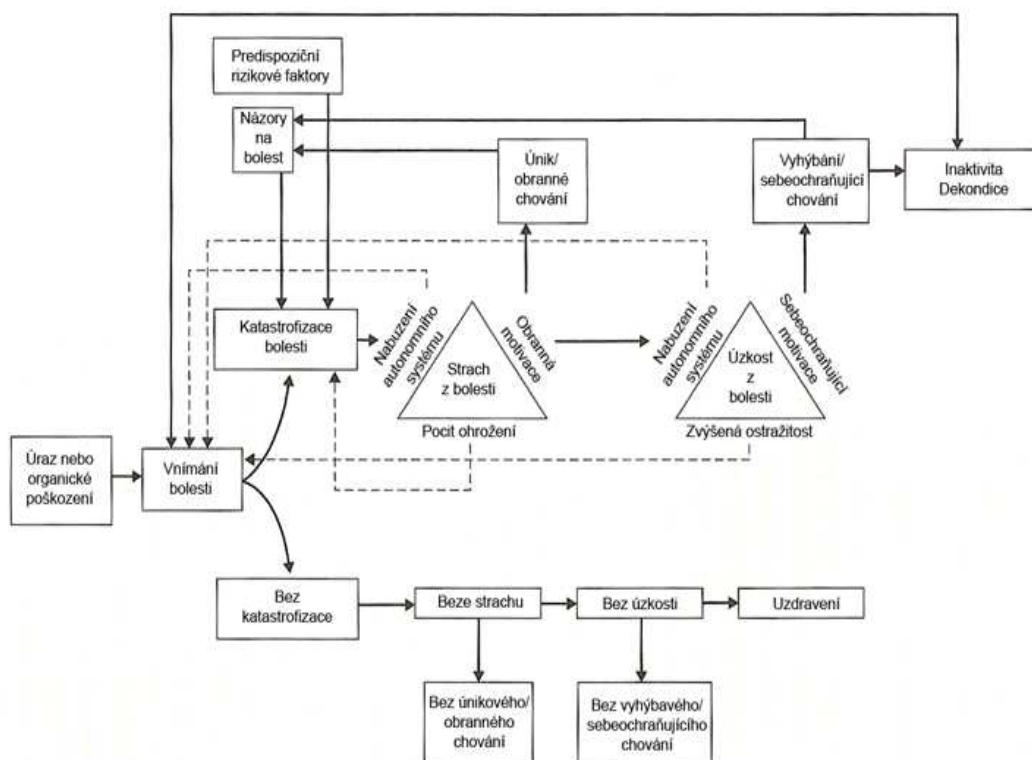 Predispoziční
rizikové faktory
Názory
na
bolest
Únik/
obranné
chování
Vyhýbání/
sebeochraňující
chování
Inaktivita
Dekondice
Katastrofizace
bolesti
Nabuzení
autonomního
systému
Strach
z bolesti
Obranná
motivace
Pocit ohrožení
Nabuzení
autonomního
systému
Úzkost
z
bolesti
Sebeochraňující
motivace
Zvýšená ostražitost
Úraz nebo
organické
poškození
Vnímání
bolesti
Bez
katastrofizace
Beze strachu
Bez úzkosti
Uzdravení
Bez únikového/
obranného
chování
Bez vyhýbavého/
sebeochraňujícího
chování